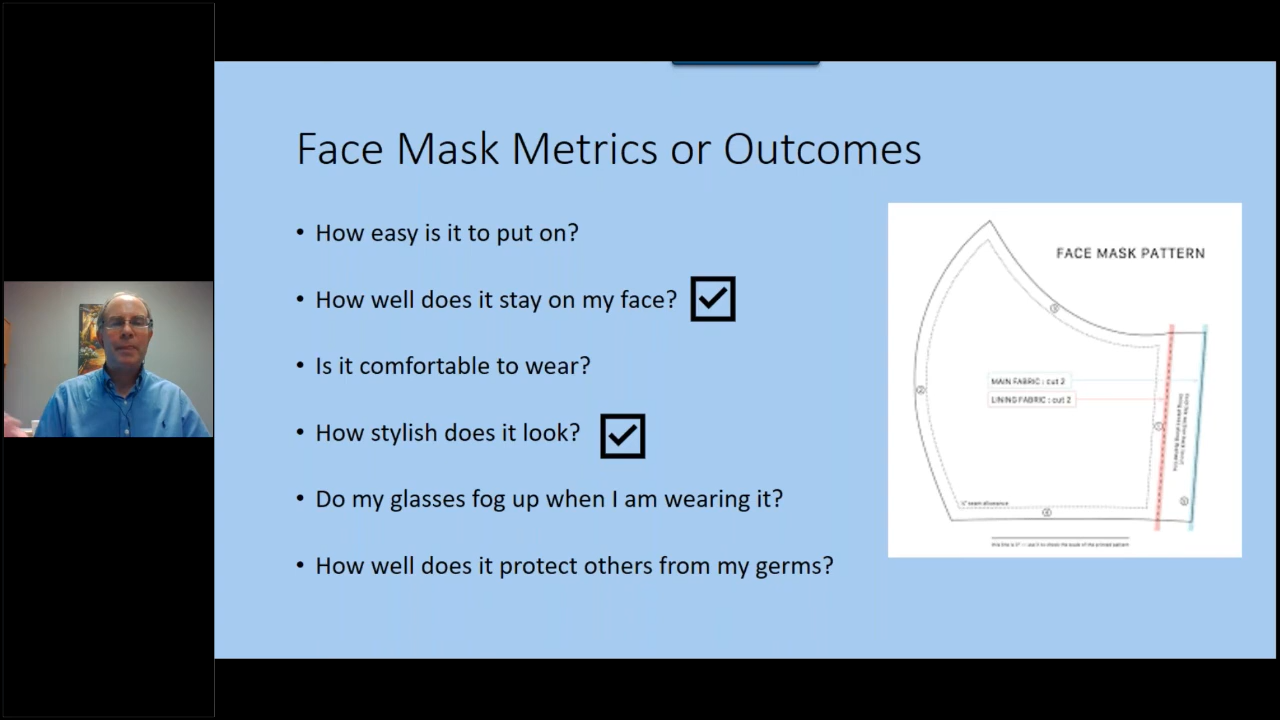 Face Mask Metrics or Outcomes
• How easy is it to put on?
• How well does it stay on my face?
• Is it comfortable to wear?
• How stylish does it look?
• Do my glasses fog up when I am wearing it?
• How well does it protect others from my germs?
FACE MASK PATTERN
MAIN FABRIC : cut 2
LINING FABRIC : cut 2